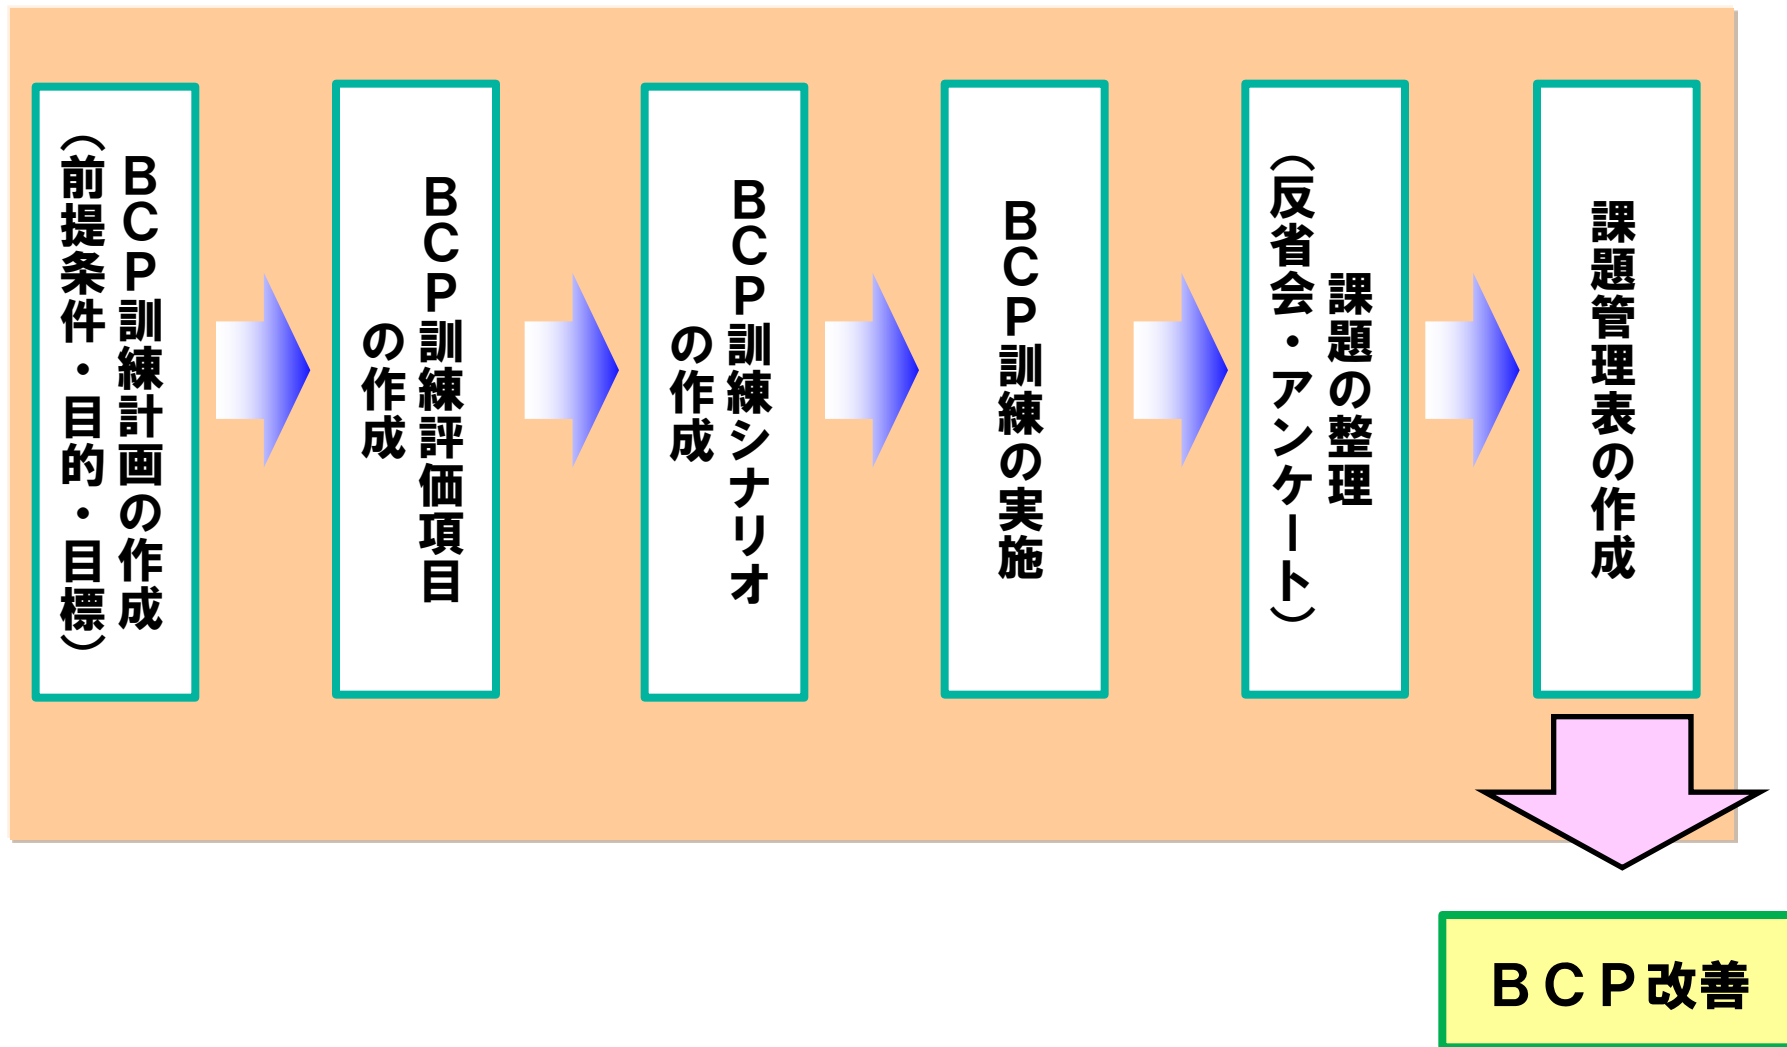 ＢＣＰ訓練計画の作成
（前提条件・目的・目標）
ＢＣＰ訓練評価項目
の作成
ＢＣＰ訓練シナリオ
の作成
ＢＣＰ訓練の実施
課題の整理
（反省会・アンケート）
課題管理表の作成
ＢＣＰ改善